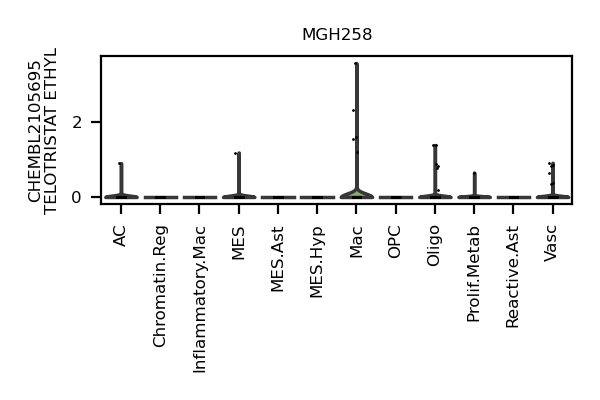 MGH258
CHEMBL2105695
TELOTRISTAT ETHYL
2
0
AC
Chromatin.Reg
Inflammatory.Mac
MES
MES.Ast
MES.Hyp
Mac
OPC
Oligo
Prolif.Metab
Reactive.Ast
Vasc